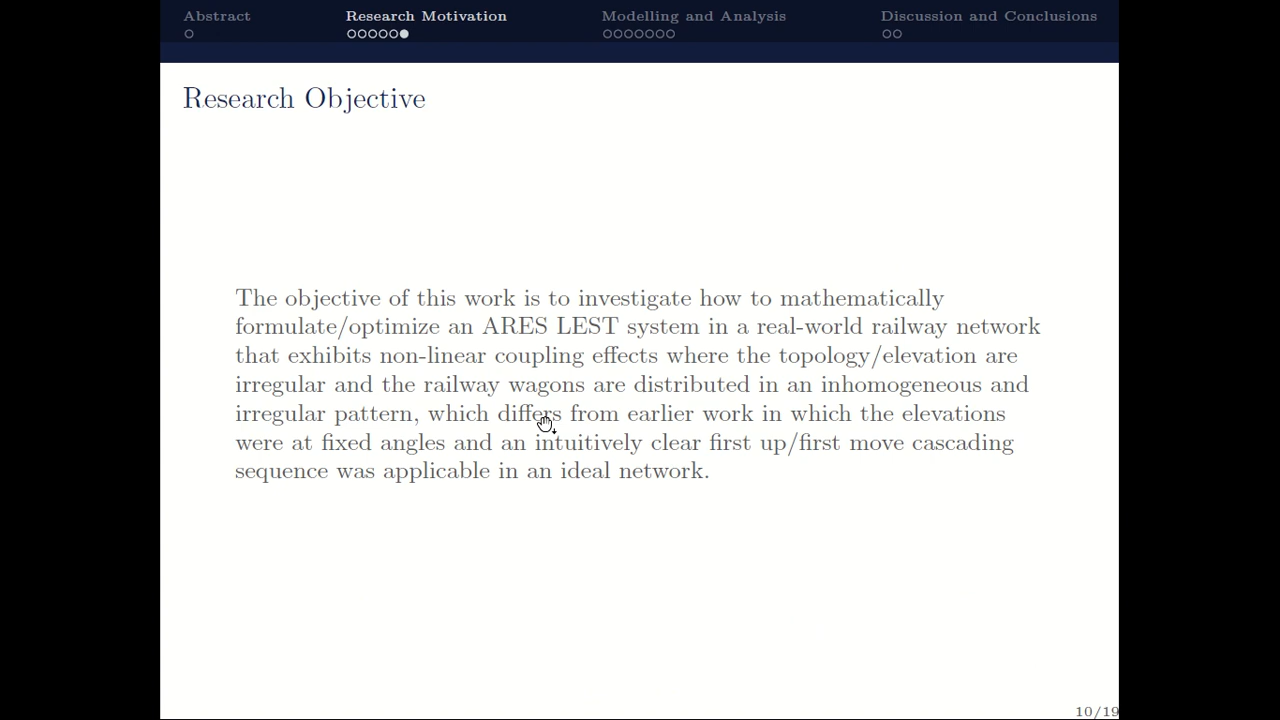 Abstract
Research Motivation
Modelling and Analysis
Discussion and Conclusions
Research Objective
The objective of this work is to investigate how to mathematically
formulate/optimize an ARES LEST system in a real-world railway network
that exhibits non-linear coupling effects where the topology/elevation are
irregular and the railway wagons are distributed in an inhomogeneous and
irregular pattern, which differs from earlier work in which the elevations
were at fixed angles and an intuitively clear first up/first move cascading
sequence was applicable in an ideal network.
10/19